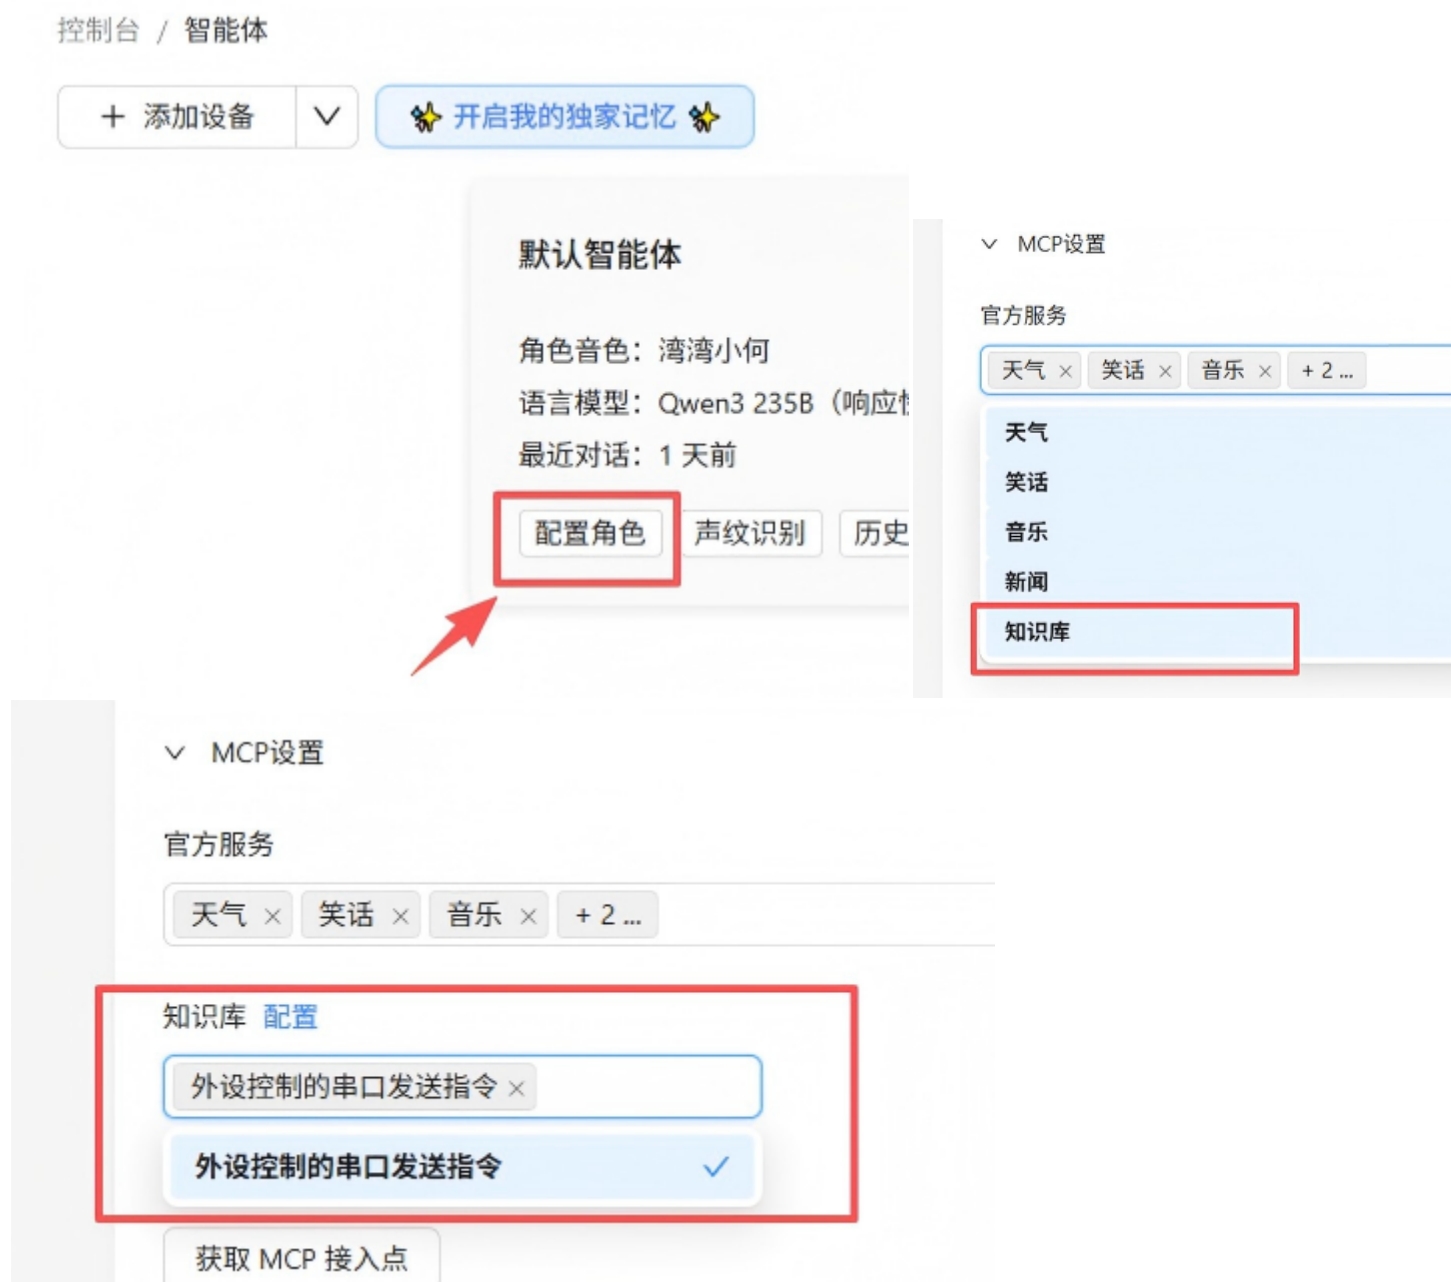 控制台 / 智能体
+ 添加设备
开启我的独家记忆
默认智能体
角色音色：湾湾小何
语言模型：Qwen3 235B（响应
最近对话：1 天前
配置角色 声纹识别 历史
MCP设置
官方服务
天气 × 笑话 × 音乐 × + 2 ...
天气
笑话
音乐
新闻
知识库
MCP设置
官方服务
天气 × 笑话 × 音乐 × + 2 ...
知识库 配置
外设控制的串口发送指令 ×
外设控制的串口发送指令
获取 MCP 接入点